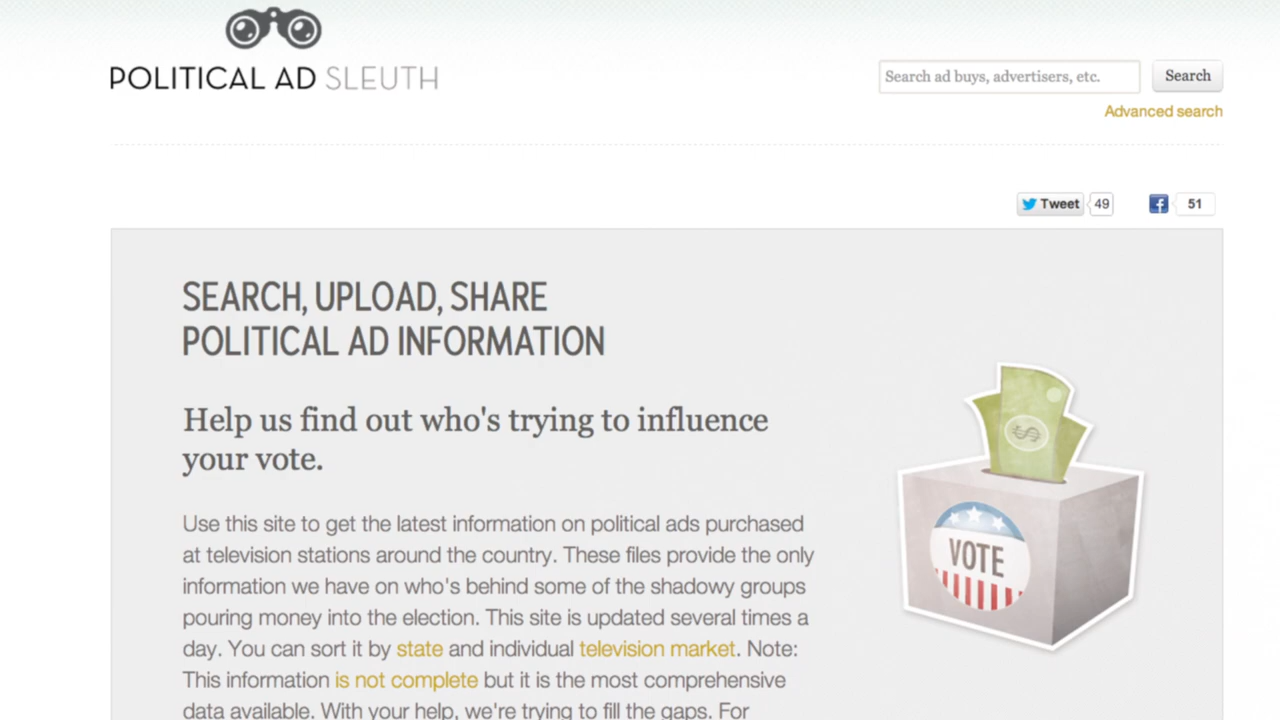 POLITICAL AD SLEUTH
Search ad buys, advertisers, etc.
Search
Advanced search
Tweet
49
51
SEARCH, UPLOAD, SHARE
POLITICAL AD INFORMATION
Help us find out who's trying to influence
your vote.
Use this site to get the latest information on political ads purchased
at television stations around the country. These files provide the only
information we have on who's behind some of the shadowy groups
pouring money into the election. This site is updated several times a
day. You can sort it by state and individual television market. Note:
This information is not complete but it is the most comprehensive
data available. With your help, we're trying to fill the gaps. For
$
VOTE